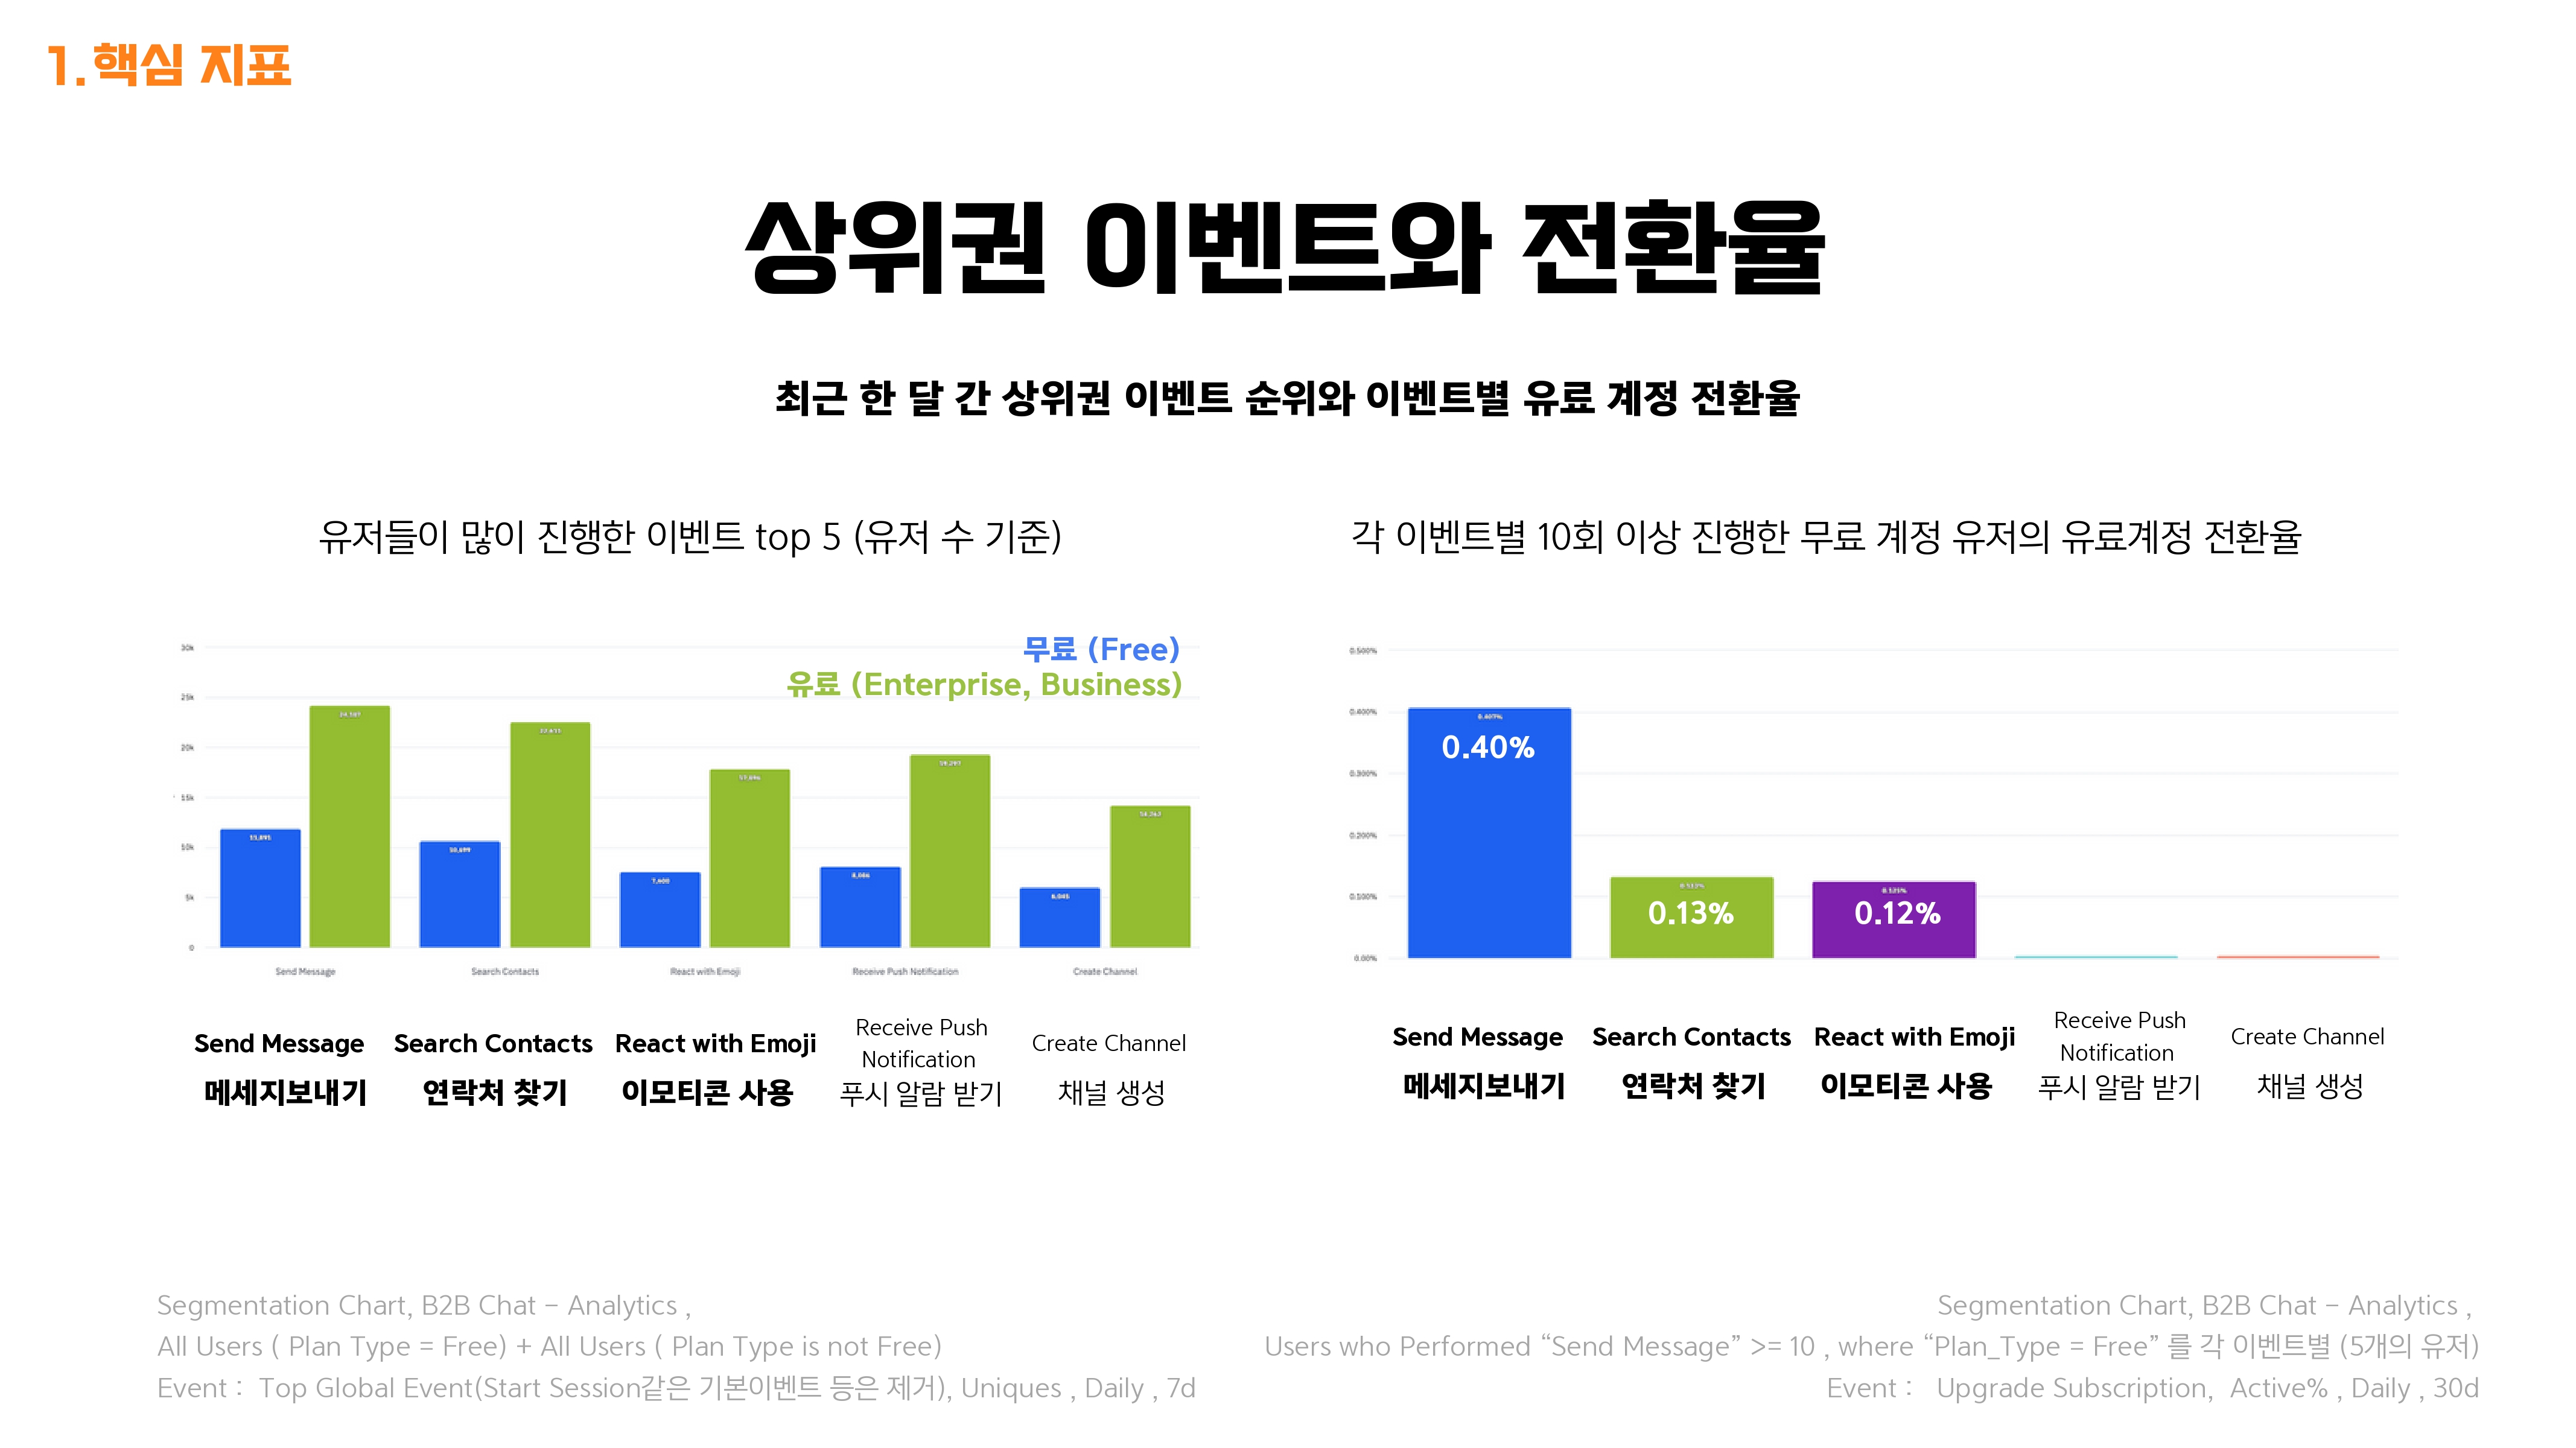 1. 핵심 지표
상위권 이벤트와 전환율
최근 한 달 간 상위권 이벤트 순위와 이벤트별 유료 계정 전환율
유저들이 많이 진행한 이벤트 top 5 (유저 수 기준)
무료 (Free)
유료 (Enterprise, Business)
30k
25k
20k
15k
10k
5k
0
Send Message
Search Contacts
React with Emoji
Receive Push Notification
Create Channel
Send Message
메세지보내기
Search Contacts
연락처 찾기
React with Emoji
이모티콘 사용
Receive Push
Notification
푸시 알람 받기
Create Channel
채널 생성
각 이벤트별 10회 이상 진행한 무료 계정 유저의 유료계정 전환율
0.500%
0.400%
0.300%
0.200%
0.100%
0.00%
0.407%
0.40%
0.13%
0.12%
Send Message
메세지보내기
Search Contacts
연락처 찾기
React with Emoji
이모티콘 사용
Receive Push
Notification
푸시 알람 받기
Create Channel
채널 생성
Segmentation Chart, B2B Chat - Analytics ,
All Users ( Plan Type = Free) + All Users ( Plan Type is not Free)
Event : Top Global Event(Start Session같은 기본이벤트 등은 제거), Uniques , Daily , 7d
Segmentation Chart, B2B Chat - Analytics ,
Users who Performed “Send Message” >= 10 , where “Plan_Type = Free” 를 각 이벤트별 (5개의 유저)
Event : Upgrade Subscription, Active% , Daily , 30d